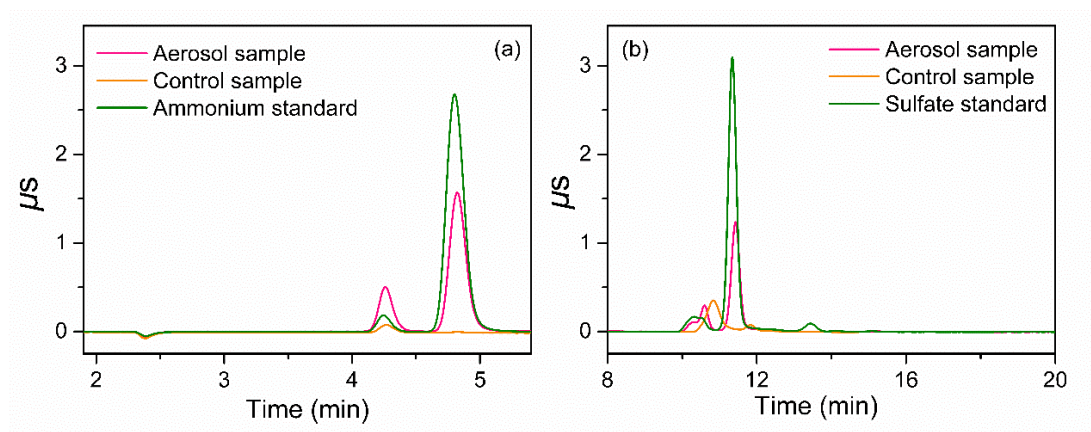 Aerosol sample
Control sample
Ammonium standard
(a)
3
2
1
0
μs
2
3
4
5
Time (min)
(b)
Aerosol sample
Control sample
Sulfate standard
3
2
1
0
μs
8
12
16
20
Time (min)